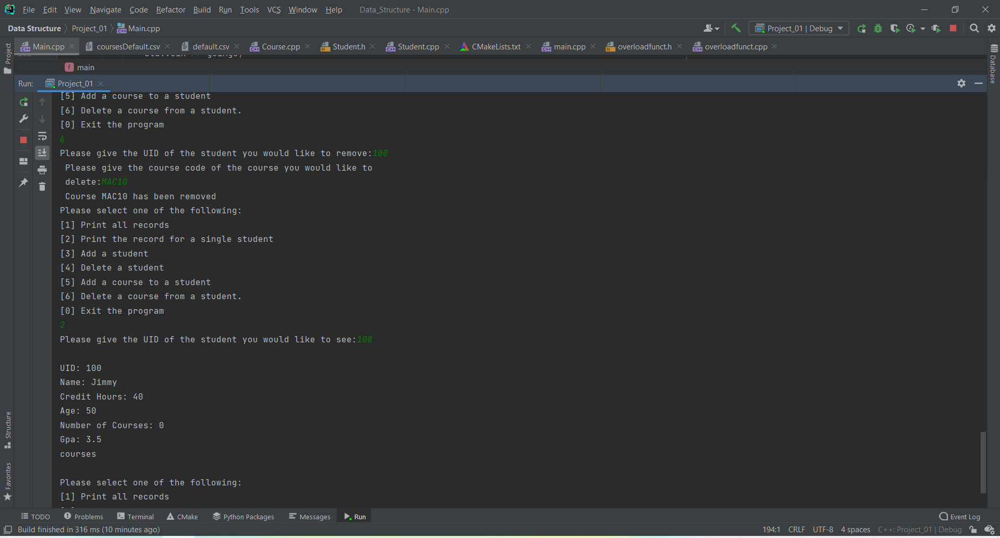 File Edit View Navigate Code Refactor Build Run Tools VCS Window Help Data_Structure - Main.cpp
Data Structure Project_01 Main.cpp Project_01 | Debug
Main.cpp coursesDefault.csv default.csv Course.cpp Student.h Student.cpp CMakeLists.txt main.cpp overloadfunct.h overloadfunct.cpp
Project
Database
f main
Run: Project_01
[5] Add a course to a student
[6] Delete a course from a student.
[0] Exit the program
6
Please give the UID of the student you would like to remove:100
Please give the course code of the course you would like to
delete:MAC10
Course MAC10 has been removed
Please select one of the following:
[1] Print all records
[2] Print the record for a single student
[3] Add a student
[4] Delete a student
[5] Add a course to a student
[6] Delete a course from a student.
[0] Exit the program
2
Please give the UID of the student you would like to see:100
UID: 100
Name: Jimmy
Credit Hours: 40
Age: 50
Number of Courses: 0
Gpa: 3.5
courses
Please select one of the following:
[1] Print all records
Structure
Favorites
TODO Problems Terminal CMake Python Packages Messages Run Event Log
Build finished in 316 ms (10 minutes ago) 194:1 CRLF UTF-8 4 spaces C++: Project_01 | Debug